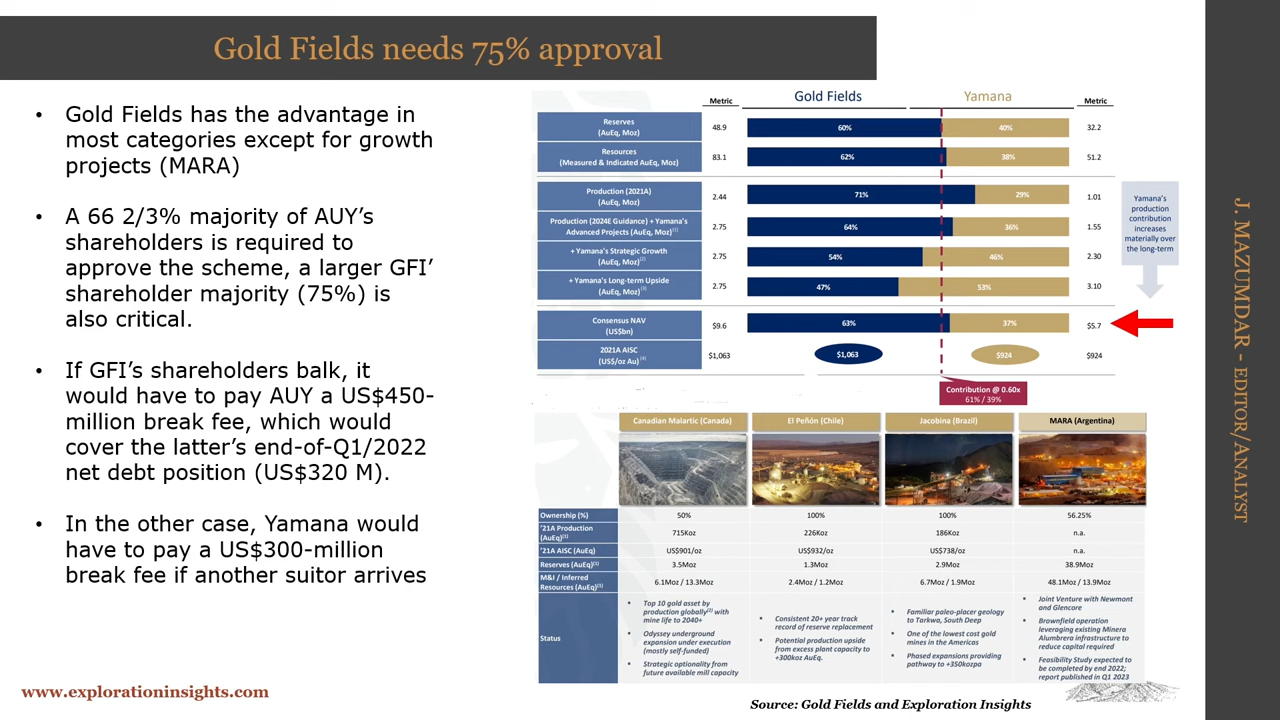 Gold Fields needs 75% approval
• Gold Fields has the advantage in
most categories except for growth
projects (MARA)
• A 66 2/3% majority of AUY's
shareholders is required to
approve the scheme, a larger GFI'
shareholder majority (75%) is
also critical.
• If GFI's shareholders balk, it
would have to pay AUY a US$450-
million break fee, which would
cover the latter's end-of-Q1/2022
net debt position (US$320 M).
• In the other case, Yamana would
have to pay a US$300-million
break fee if another suitor arrives
www.explorationinsights.com
Metric Gold Fields Yamana Metric
Reserves
(AuEq, Moz) 48.9 60% 40% 32.2
Resources
(Measured & Indicated AuEq, Moz) 83.1 62% 38% 51.2
Production (2021A)
(AuEq, Moz) 2.44 71% 29% 1.01
Production (2024E Guidance) + Yamana's
Advanced Projects (AuEq, Moz)(1) 2.75 64% 36% 1.55
+ Yamana's Strategic Growth
(AuEq, Moz)(2) 2.75 54% 46% 2.30
+ Yamana's Long-term Upside
(AuEq, Moz)(3) 2.75 47% 53% 3.10
Consensus NAV
(US$bn) $9.6 63% 37% $5.7
2021A AISC
(US$/oz Au) (4) $1,063 $1,063 $924 $924
Contribution @ 0.60x
61% / 39%
Yamana's
production
contribution
increases
materially over
the long-term
Canadian Malartic (Canada) El Peñón (Chile) Jacobina (Brazil) MARA (Argentina)
Ownership (%) 50% 100% 100% 56.25%
'21A Production
(AuEq)(1) 715Koz 226Koz 186Koz n.a.
'21A AISC (AuEq) US$901/oz US$932/oz US$738/oz n.a.
Reserves (AuEq)(1) 3.5Moz 1.3Moz 2.9Moz 38.9Moz
M&I / Inferred
Resources (AuEq)(1) 6.1Moz / 13.3Moz 2.4Moz / 1.2Moz 6.7Moz / 1.9Moz 48.1Moz / 13.9Moz
Status
▪ Top 10 gold asset by
production globally(2) with
mine life to 2040+
▪ Odyssey underground
expansion under execution
(mostly self-funded)
▪ Strategic optionality from
future available mill capacity
▪ Consistent 20+ year track
record of reserve replacement
▪ Potential production upside
from excess plant capacity to
+300koz AuEq.
▪ Familiar paleo-placer geology
to Tarkwa, South Deep
▪ One of the lowest cost gold
mines in the Americas
▪ Phased expansions providing
pathway to +350kozpa
▪ Joint Venture with Newmont
and Glencore
▪ Brownfield operation
leveraging existing Minera
Alumbrera infrastructure to
reduce capital required
▪ Feasibility Study expected to
be completed by end 2022;
report published in Q1 2023
Source: Gold Fields and Exploration Insights
J. MAZUMDAR - EDITOR/ANALYST